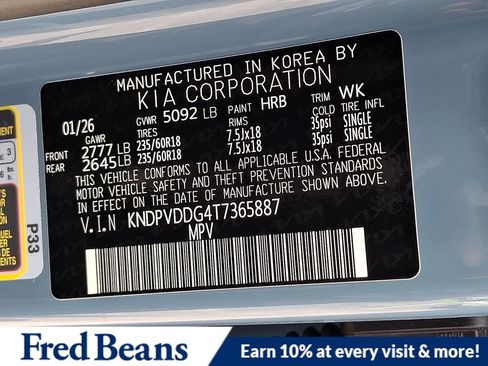 MANUFACTURED IN KOREA BY
KIA CORPORATION
01/26 GVWR 5092 LB PAINT HRB TRIM WK
GAWR TIRES COLD TIRE INFL
FRONT 2777 LB 235/60R18 7.5Jx18 35psi SINGLE
REAR 2645 LB 235/60R18 7.5Jx18 35psi SINGLE
THIS VEHICLE CONFORMS TO ALL APPLICABLE U.S.A. FEDERAL
MOTOR VEHICLE SAFETY AND THEFT PREVENTION STANDARDS
IN EFFECT ON THE DATE OF MANUFACTURE SHOWN ABOVE.
V.I.N KNDPVDDG4T7365887
MPV
P33
Fred Beans
Earn 10% at every visit & more!